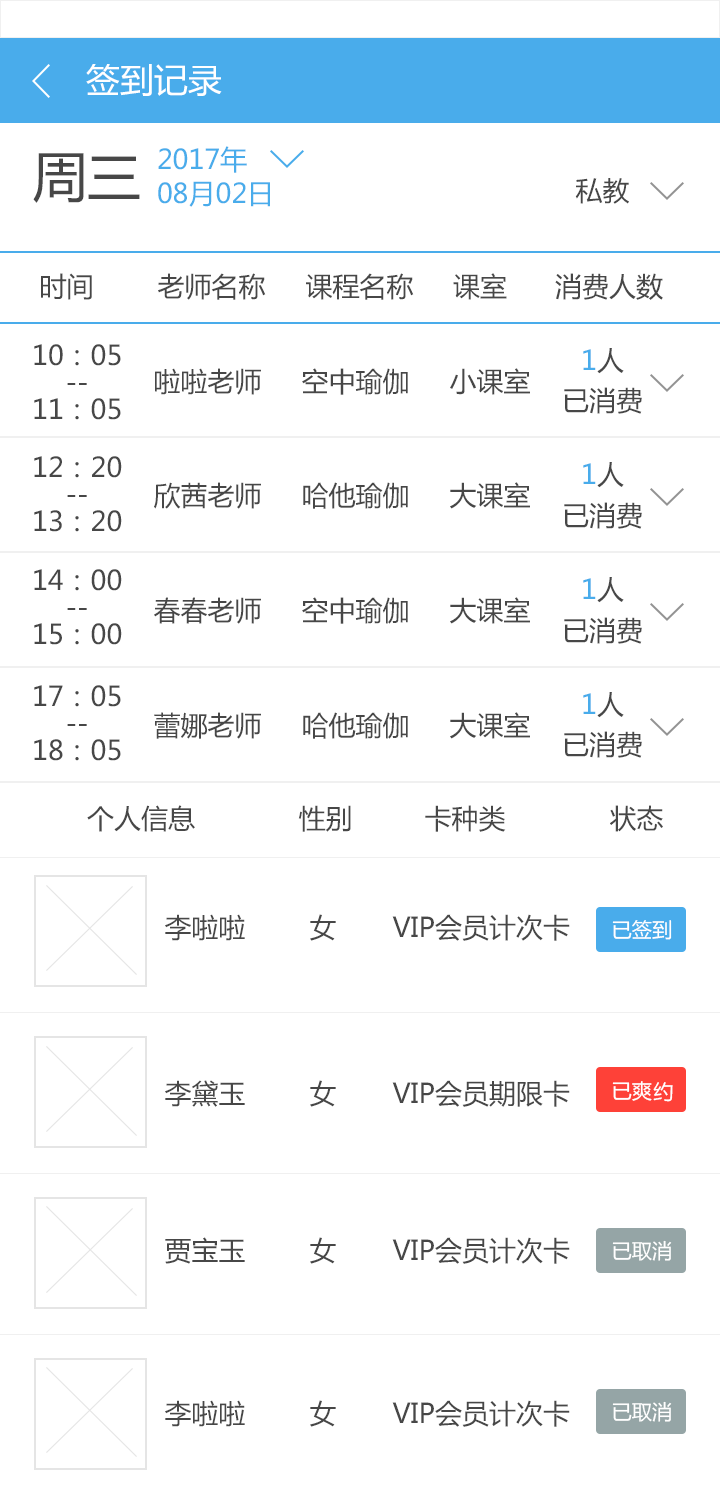 签到记录
周三
2017年
08月02日
私教
时间 老师名称 课程名称 课室 消费人数
10 : 05
--
11 : 05
啦啦老师 空中瑜伽 小课室
1人
已消费
12 : 20
--
13 : 20
欣茜老师 哈他瑜伽 大课室
1人
已消费
14 : 00
--
15 : 00
春春老师 空中瑜伽 大课室
1人
已消费
17 : 05
--
18 : 05
蕾娜老师 哈他瑜伽 大课室
1人
已消费
个人信息 性别 卡种类 状态
李啦啦 女 VIP会员计次卡 已签到
李黛玉 女 VIP会员期限卡 已爽约
贾宝玉 女 VIP会员计次卡 已取消
李啦啦 女 VIP会员计次卡 已取消